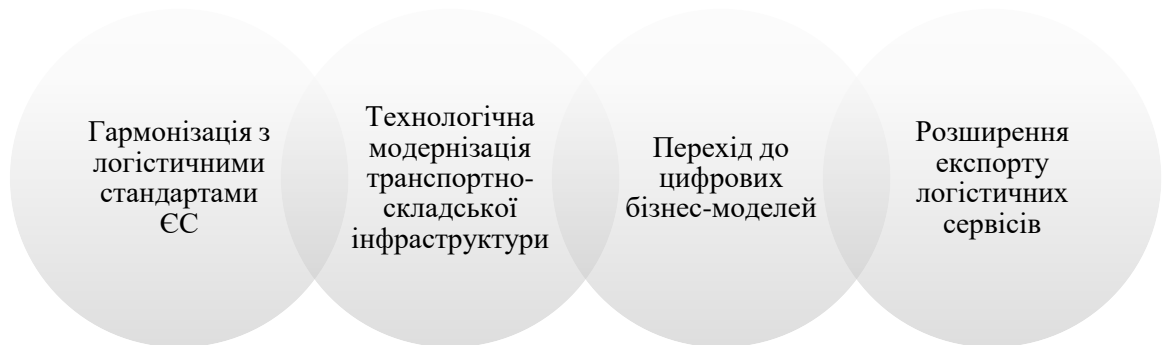 Гармонізація з
логістичними
стандартами
ЄС
Технологічна
модернізація
транспортно-
складської
інфраструктури
Перехід до
цифрових
бізнес-моделей
Розширення
експорту
логістичних
сервісів